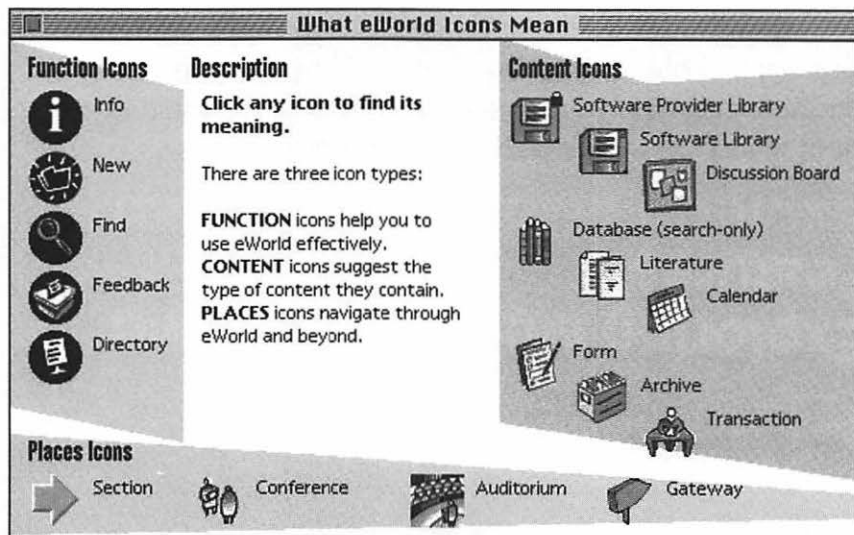 What eWorld Icons Mean
Function Icons
Info
New
Find
Feedback
Directory
Description
Click any icon to find its
meaning.
There are three icon types:
FUNCTION icons help you to
use eWorld effectively.
CONTENT icons suggest the
type of content they contain.
PLACES icons navigate through
eWorld and beyond.
Content Icons
Software Provider Library
Software Library
Discussion Board
Database (search-only)
Literature
Calendar
Form
Archive
Transaction
Places Icons
Section
Conference
Auditorium
Gateway